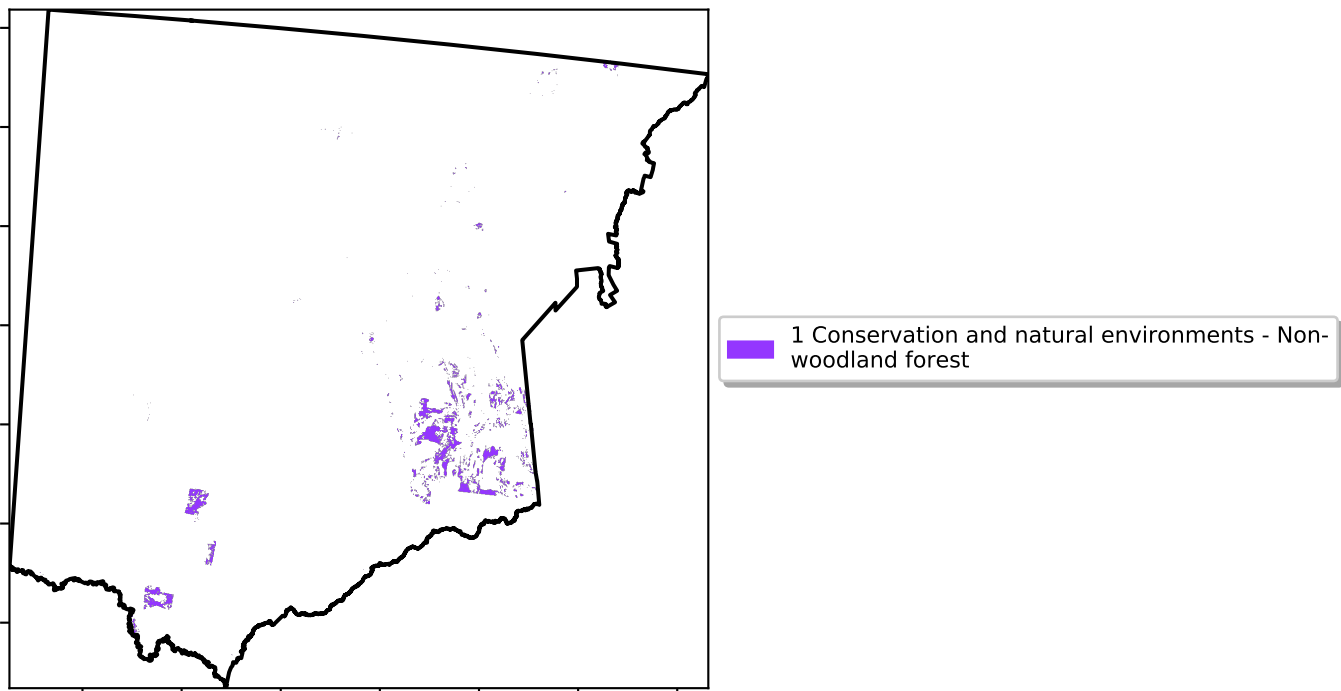 1 Conservation and natural environments - Non-
woodland forest